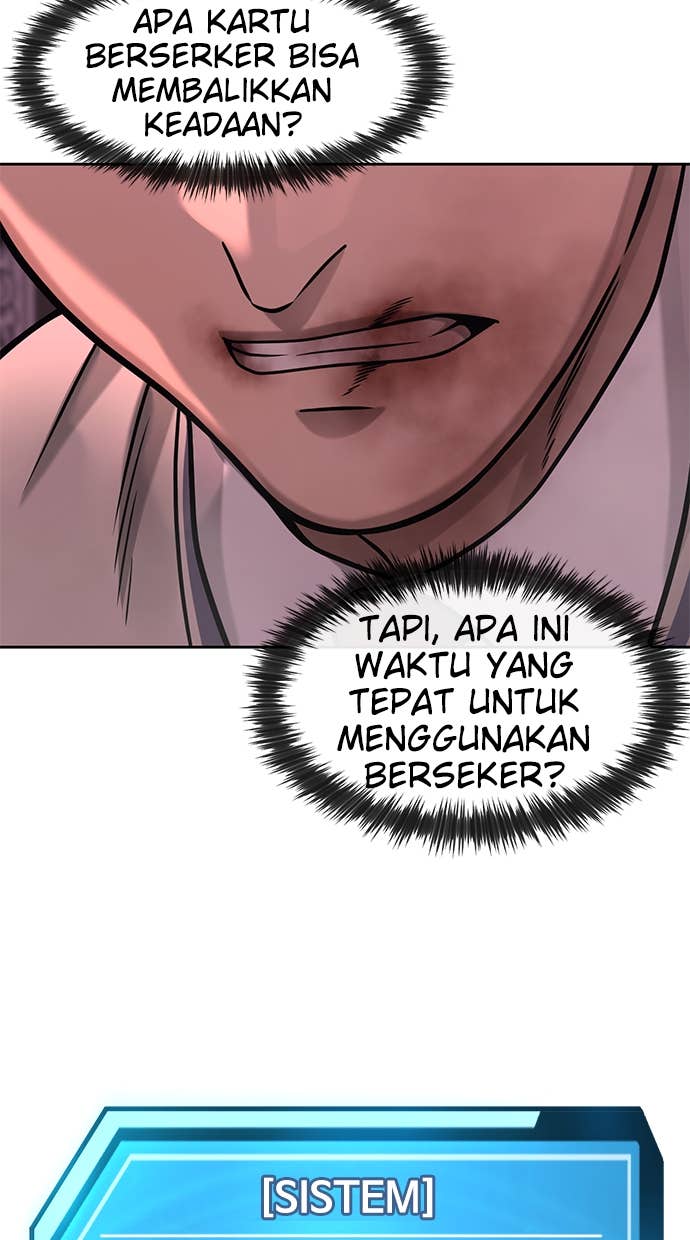 APA KARTU
BERSERKER BISA
MEMBALIKKAN
KEADAAN?
TAPI, APA INI
WAKTU YANG
TEPAT UNTUK
MENGGUNAKAN
BERSEKER?
[SISTEM]